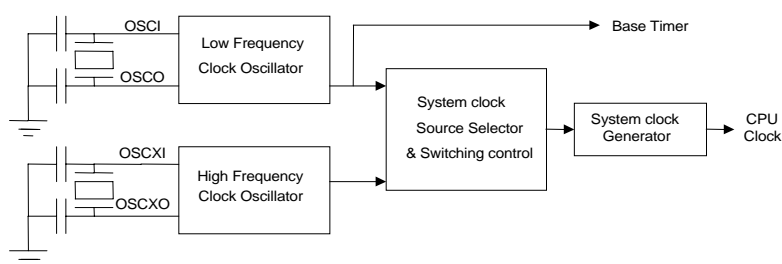 OSCI
OSCO
Low Frequency
Clock Oscillator
Base Timer
System clock
Source Selector
& Switching control
System clock
Generator
CPU
Clock
OSCXI
OSCXO
High Frequency
Clock Oscillator